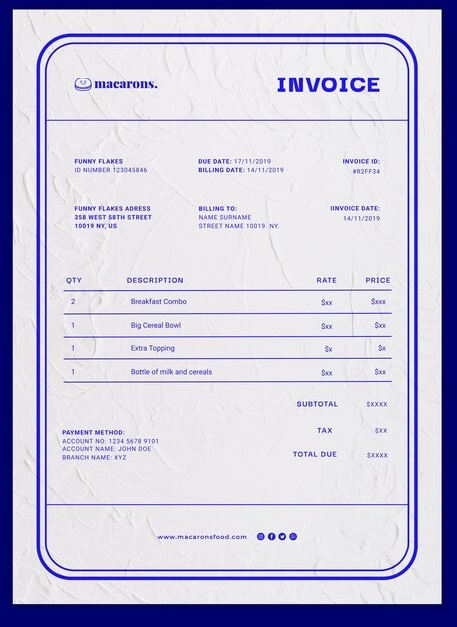 macarons.
INVOICE
FUNNY FLAKES
ID NUMBER 123045846
DUE DATE: 17/11/2019
BILLING DATE: 14/11/2019
INVOICE ID:
#R2FF34
FUNNY FLAKES ADRESS
358 WEST 58TH STREET
10019 NY, US
BILLING TO:
NAME SURNAME
STREET NAME 10019. NY.
IINVOICE DATE:
14/11/2019
QTY DESCRIPTION RATE PRICE
2 Breakfast Combo $xx $xxx
1 Big Cereal Bowl $xx $xx
1 Extra Topping $x $x
1 Bottle of milk and cereals $xx $xx
SUBTOTAL $XXXX
TAX $XX
TOTAL DUE $XXXX
PAYMENT METHOD:
ACCOUNT NO: 1234 5678 9101
ACCOUNT NAME: JOHN DOE
BRANCH NAME: XYZ
www.macaronsfood.com